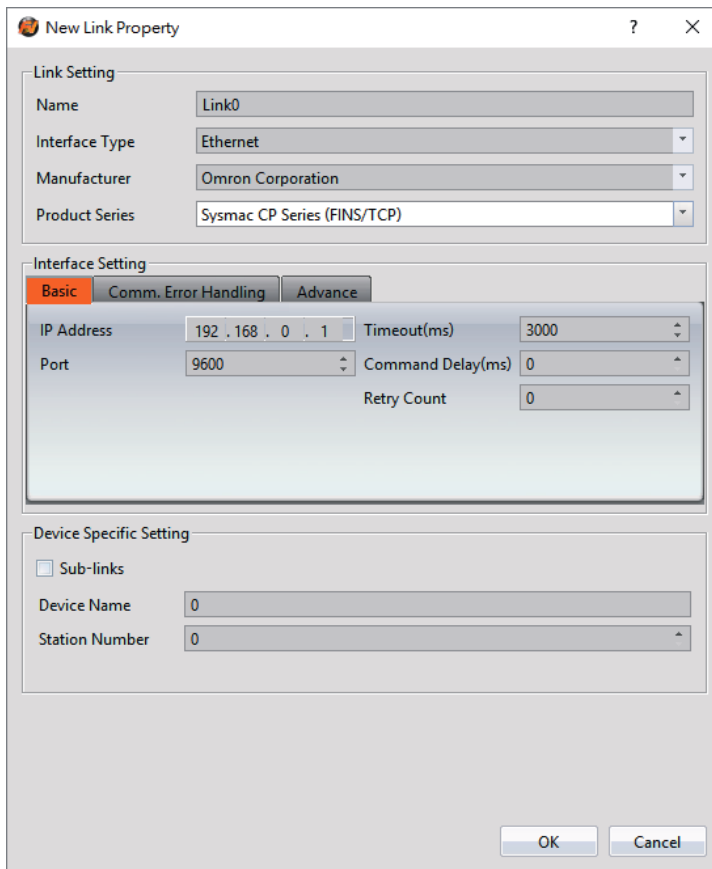 New Link Property ?
Link Setting
Name Link0
Interface Type Ethernet
Manufacturer Omron Corporation
Product Series Sysmac CP Series (FINS/TCP)
Interface Setting
Basic Comm. Error Handling Advance
IP Address 192 . 168 . 0 . 1 Timeout(ms) 3000
Port 9600 Command Delay(ms) 0
Retry Count 0
Device Specific Setting
Sub-links
Device Name 0
Station Number 0
OK Cancel